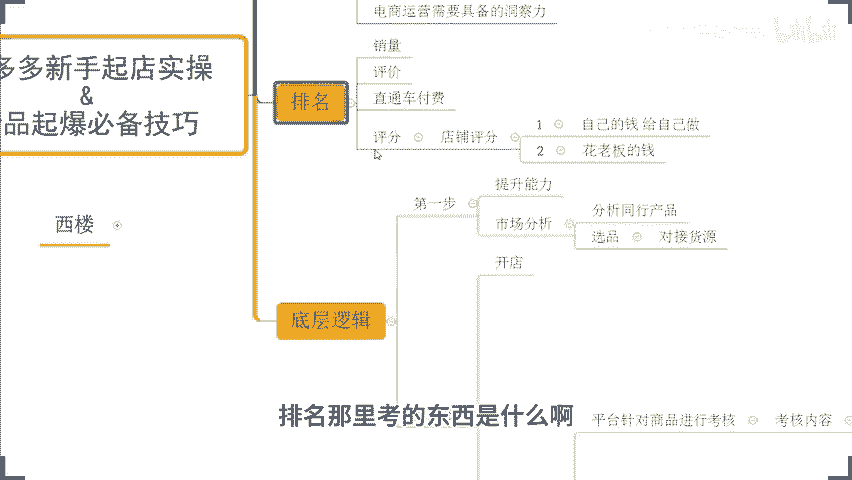 电商运营需要具备的洞察力
销量
评价
直通车付费
评分 店铺评分
1 自己的钱 给自己做
2 花老板的钱
排名
多多新手起店实操
&
品起爆必备技巧
西楼
底层逻辑
第一步
提升能力
市场分析
分析同行产品
选品 对接货源
开店
平台针对商品进行考核 考核内容
排名那里考的东西是什么啊